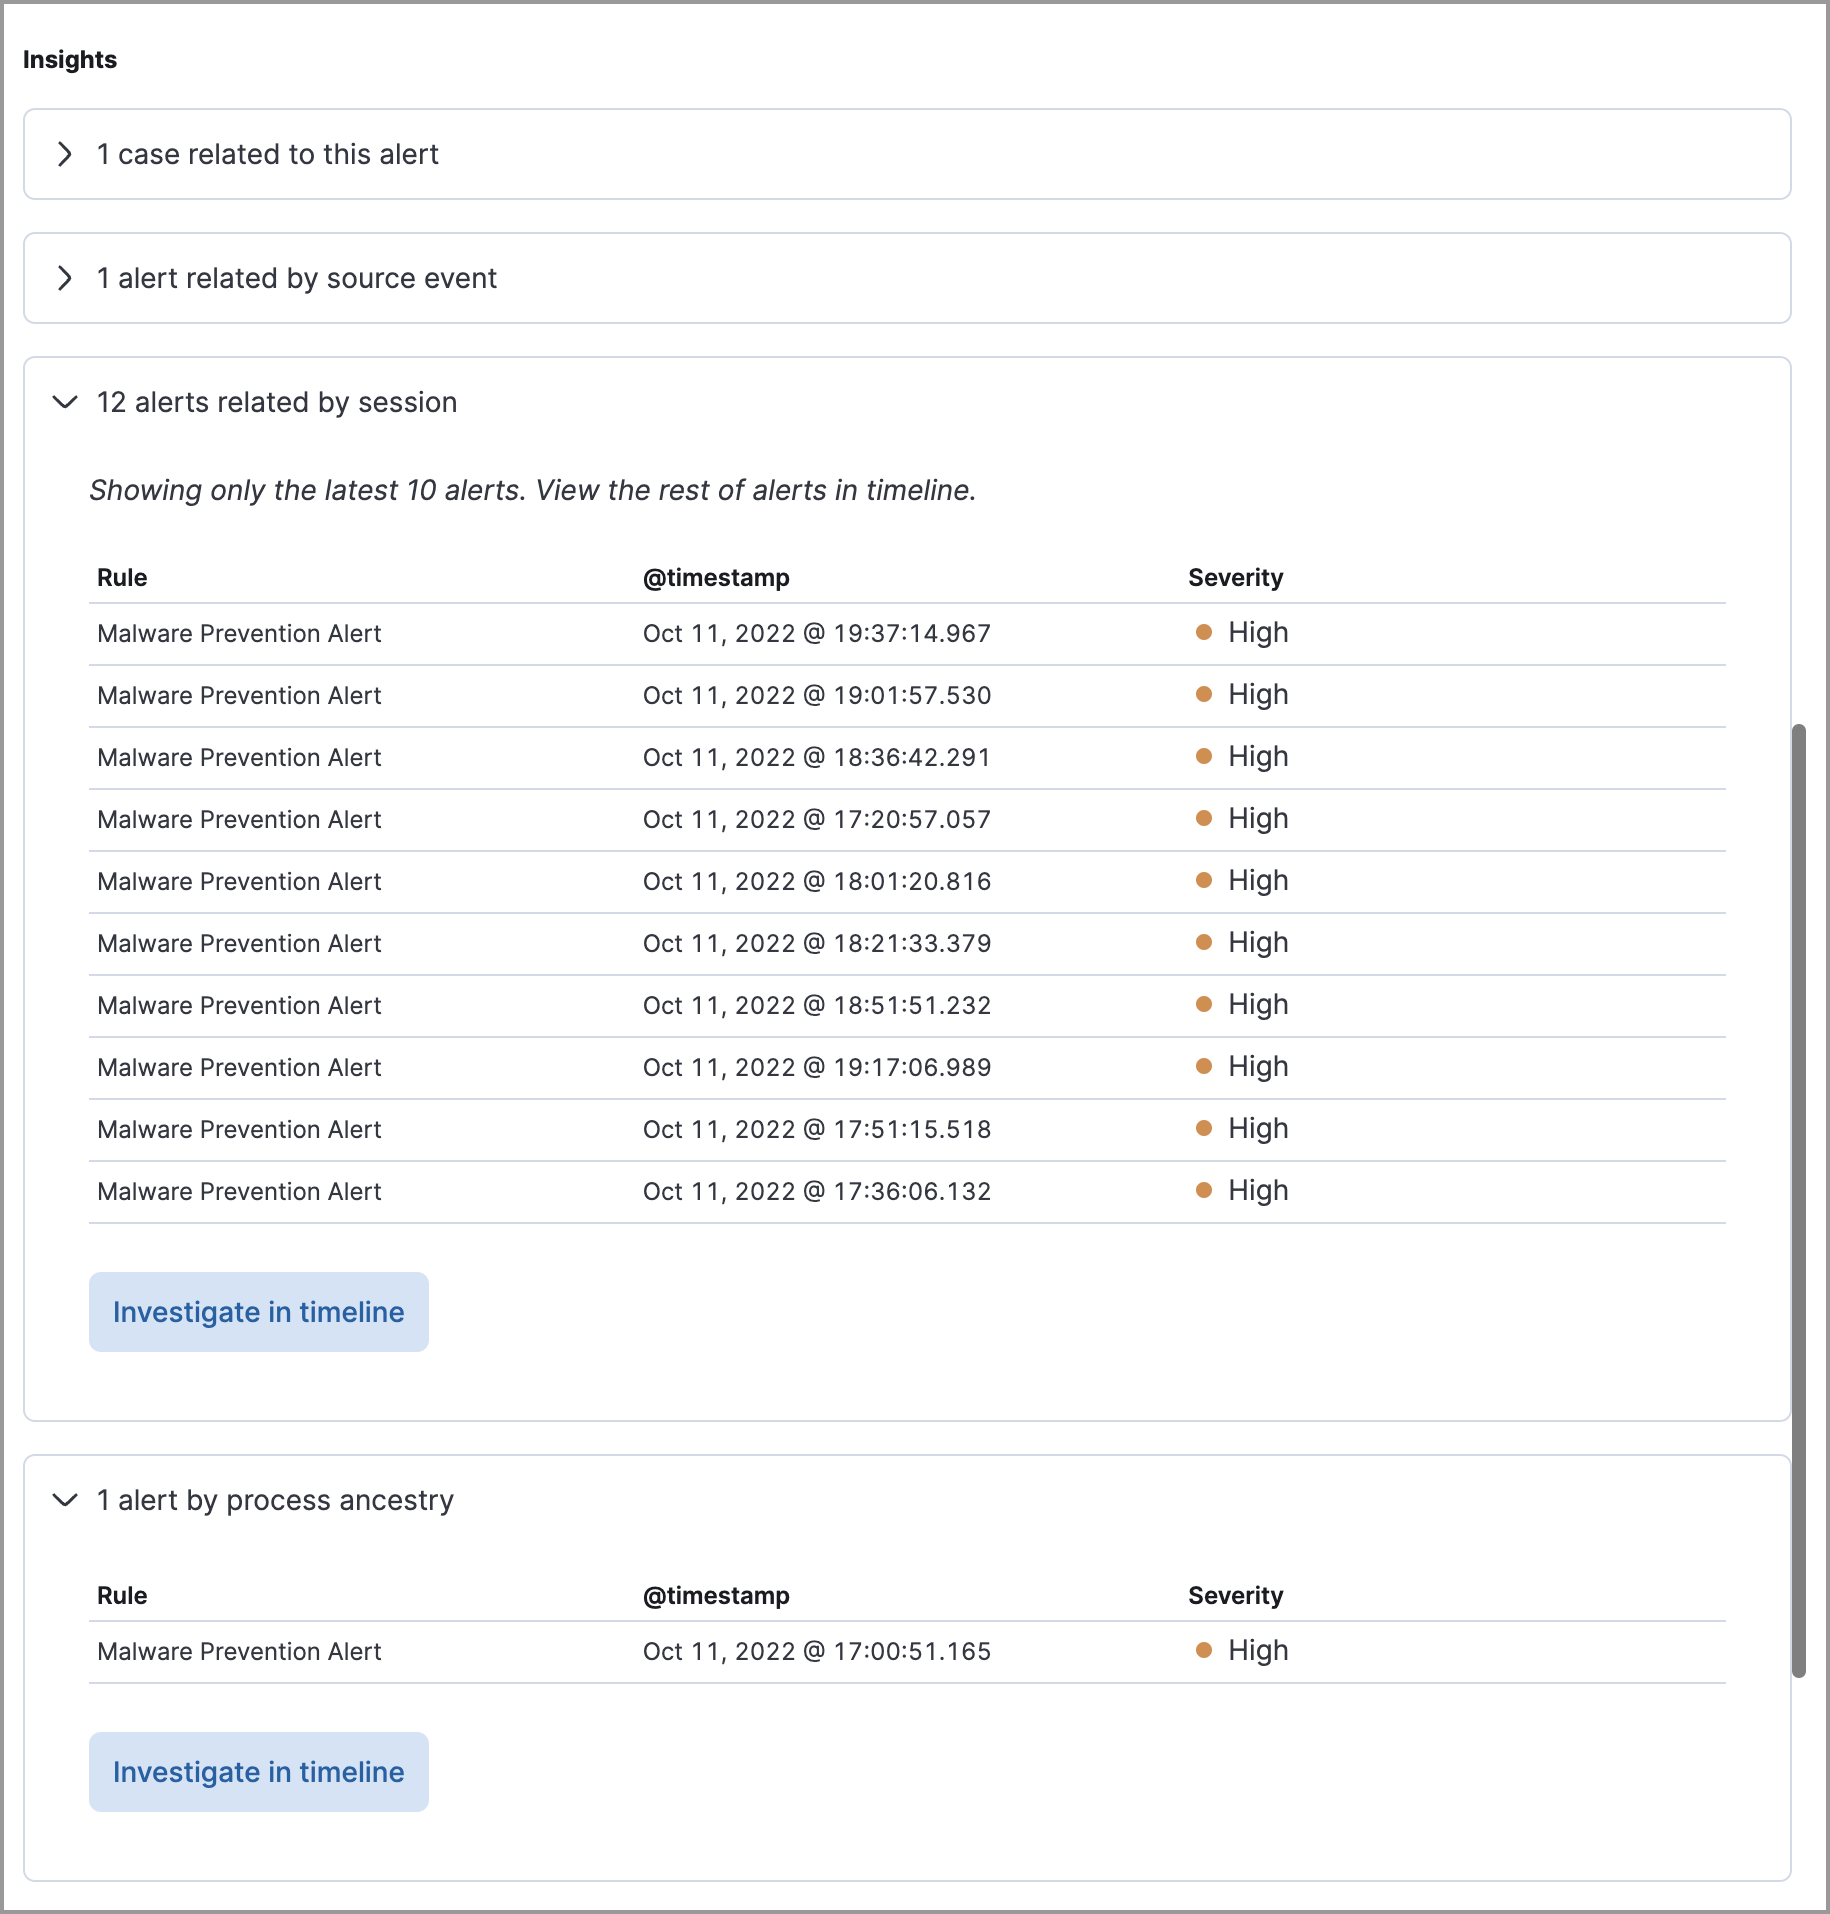 Insights
1 case related to this alert
1 alert related by source event
12 alerts related by session
Showing only the latest 10 alerts. View the rest of alerts in timeline.
Rule @timestamp Severity
Malware Prevention Alert Oct 11, 2022 @ 19:37:14.967 High
Malware Prevention Alert Oct 11, 2022 @ 19:01:57.530 High
Malware Prevention Alert Oct 11, 2022 @ 18:36:42.291 High
Malware Prevention Alert Oct 11, 2022 @ 17:20:57.057 High
Malware Prevention Alert Oct 11, 2022 @ 18:01:20.816 High
Malware Prevention Alert Oct 11, 2022 @ 18:21:33.379 High
Malware Prevention Alert Oct 11, 2022 @ 18:51:51.232 High
Malware Prevention Alert Oct 11, 2022 @ 19:17:06.989 High
Malware Prevention Alert Oct 11, 2022 @ 17:51:15.518 High
Malware Prevention Alert Oct 11, 2022 @ 17:36:06.132 High
Investigate in timeline
1 alert by process ancestry
Rule @timestamp Severity
Malware Prevention Alert Oct 11, 2022 @ 17:00:51.165 High
Investigate in timeline